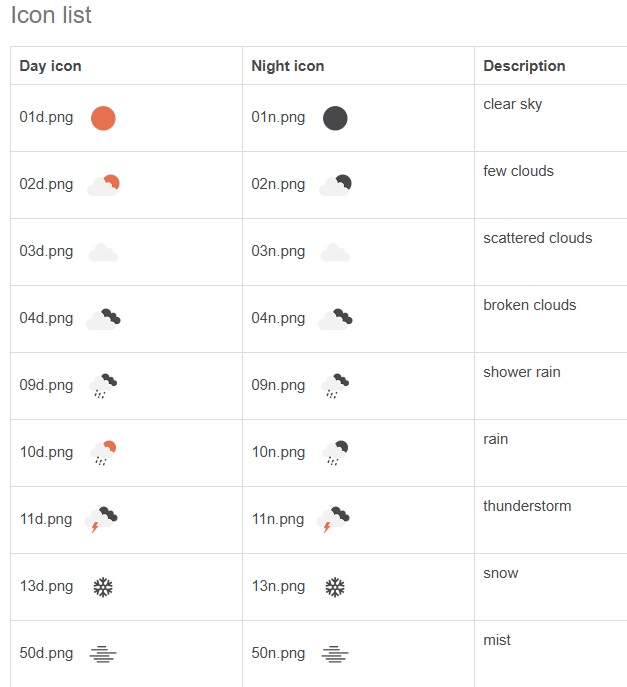 Icon list
Day icon Night icon Description
01d.png 01n.png clear sky
02d.png 02n.png few clouds
03d.png 03n.png scattered clouds
04d.png 04n.png broken clouds
09d.png 09n.png shower rain
10d.png 10n.png rain
11d.png 11n.png thunderstorm
13d.png 13n.png snow
50d.png 50n.png mist